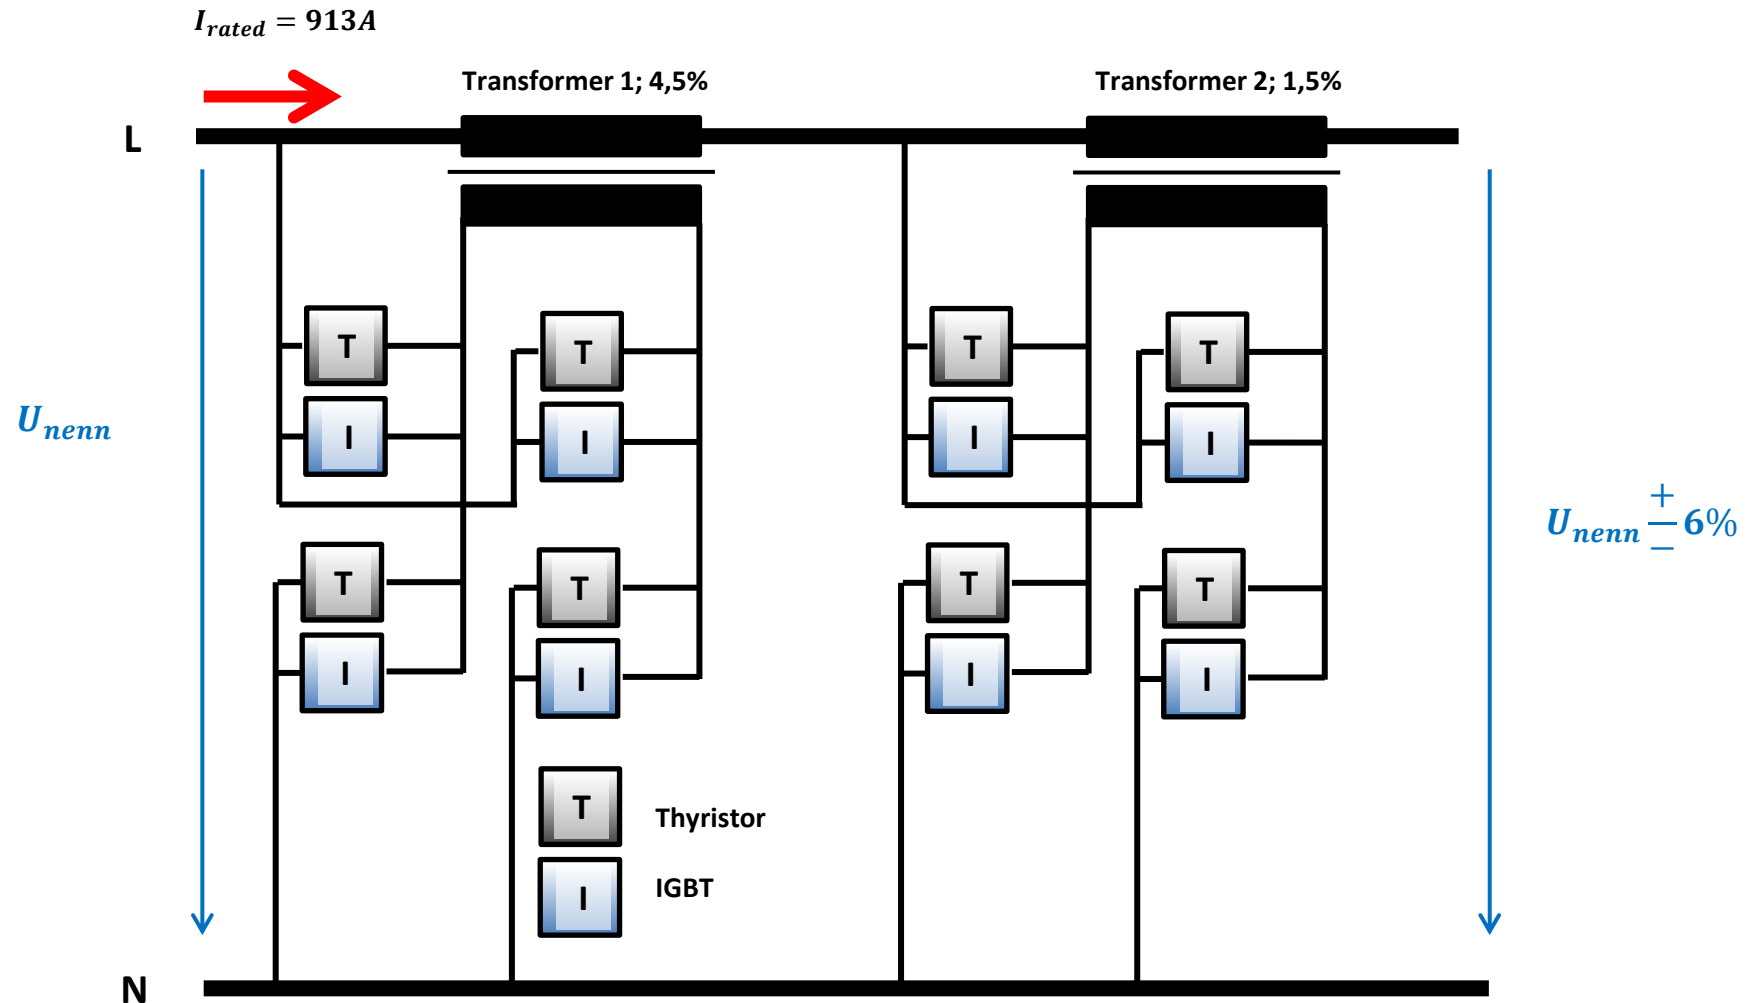 I_rated = 913A
Transformer 1; 4,5%
Transformer 2; 1,5%
L
T
T
T
T
I
I
I
I
U_nenn
U_nenn ± 6%
T
T
T
T
I
I
I
I
T
Thyristor
I
IGBT
N